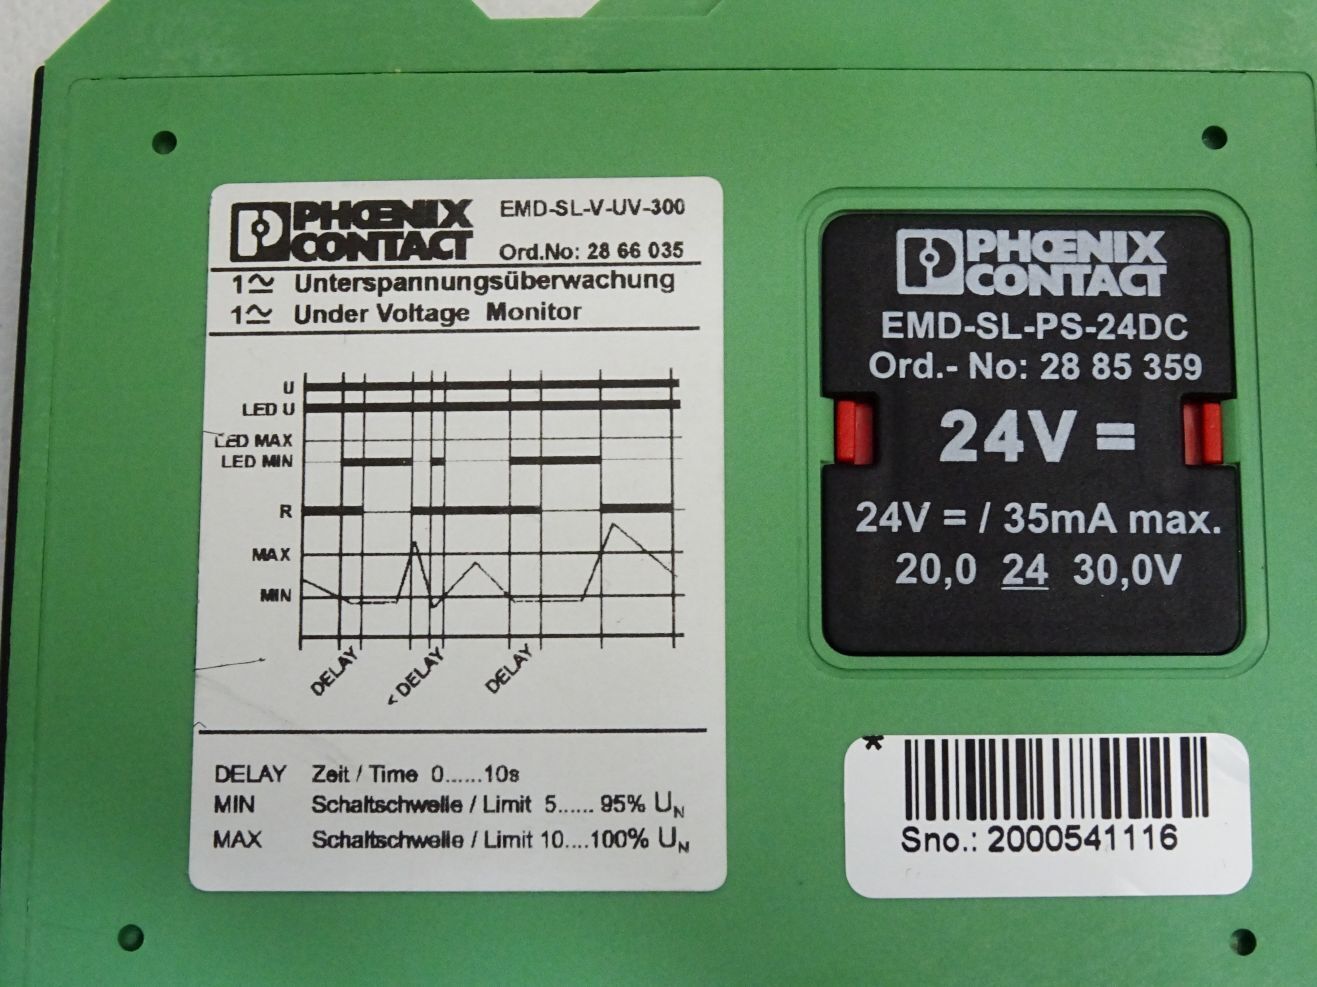 PHŒNIX
CONTACT
EMD-SL-V-UV-300
Ord.No: 28 66 035
1≃ Unterspannungsüberwachung
1≃ Under Voltage Monitor
U
LED U
LED MAX
LED MIN
R
MAX
MIN
DELAY
< DELAY
DELAY
DELAY Zeit / Time 0......10s
MIN Schaltschwelle / Limit 5...... 95% UN
MAX Schaltschwelle / Limit 10....100% UN
PHŒNIX
CONTACT
EMD-SL-PS-24DC
Ord.- No: 28 85 359
24V =
24V = / 35mA max.
20,0 24 30,0V
*
Sno.: 2000541116